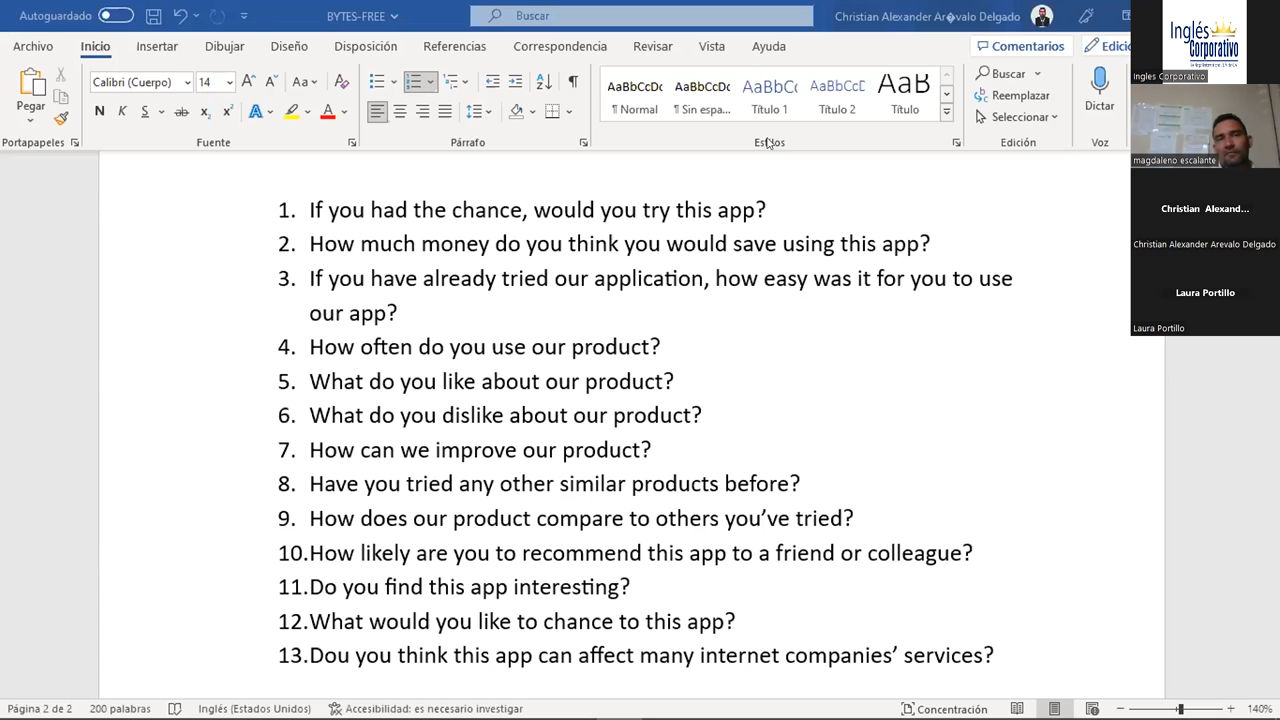 Autoguardado
BYTES-FREE
Buscar
Christian Alexander Ar�valo Delgado
Archivo Inicio Insertar Dibujar Diseño Disposición Referencias Correspondencia Revisar Vista Ayuda
Comentarios
Edició
Pegar
Calibri (Cuerpo) 14
AaBbCcDc AaBbCcDc AaBbCc AaBbCcD AaB
¶ Normal ¶ Sin espa... Título 1 Título 2 Título
Buscar
Reemplazar
Seleccionar
Dictar
Portapapeles Fuente Párrafo Estilos Edición Voz
1. If you had the chance, would you try this app?
2. How much money do you think you would save using this app?
3. If you have already tried our application, how easy was it for you to use
our app?
4. How often do you use our product?
5. What do you like about our product?
6. What do you dislike about our product?
7. How can we improve our product?
8. Have you tried any other similar products before?
9. How does our product compare to others you’ve tried?
10.How likely are you to recommend this app to a friend or colleague?
11.Do you find this app interesting?
12.What would you like to chance to this app?
13.Dou you think this app can affect many internet companies’ services?
Página 2 de 2 200 palabras Inglés (Estados Unidos) Accesibilidad: es necesario investigar
Concentración
140%
Inglés
Corporativo
Ingles Corporativo
magdaleno escalante
Christian Alexand...
Christian Alexander Arevalo Delgado
Laura Portillo
Laura Portillo